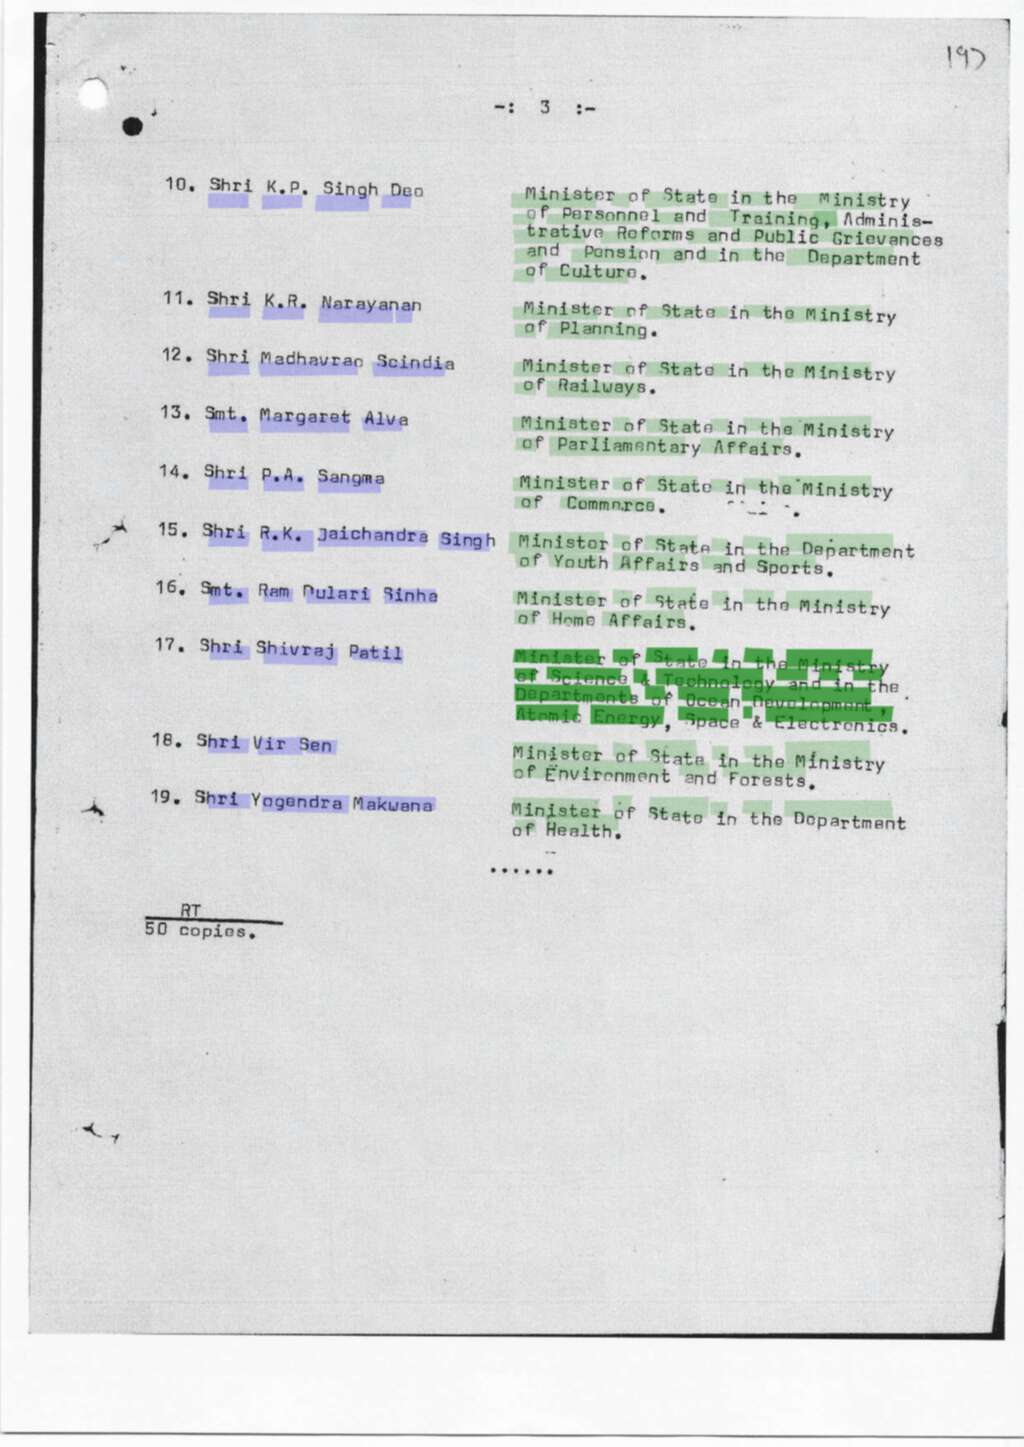 197
-: 3 :-
10. Shri K.P. Singh Deo Minister of State in the Ministry
of Personnel and Training, Adminis-
trative Reforms and Public Grievances
and Pension and in the Department
of Culture.
11. Shri K.R. Narayanan Minister of State in the Ministry
of Planning.
12. Shri Madhavrao Scindia Minister of State in the Ministry
of Railways.
13. Smt. Margaret Alva Minister of State in the Ministry
of Parliamentary Affairs.
14. Shri P.A. Sangma Minister of State in the Ministry
of Commerce.
15. Shri R.K. Jaichandra Singh Minister of State in the Department
of Youth Affairs and Sports.
16. Smt. Ram Dulari Sinha Minister of State in the Ministry
of Home Affairs.
17. Shri Shivraj Patil Minister of State in the Ministry
of Science & Technology and in the
Departments of Ocean Development,
Atomic Energy, Space & Electronics.
18. Shri Vir Sen Minister of State in the Ministry
of Environment and Forests.
19. Shri Yogendra Makwana Minister of State in the Department
of Health.
......
RT
50 copies.